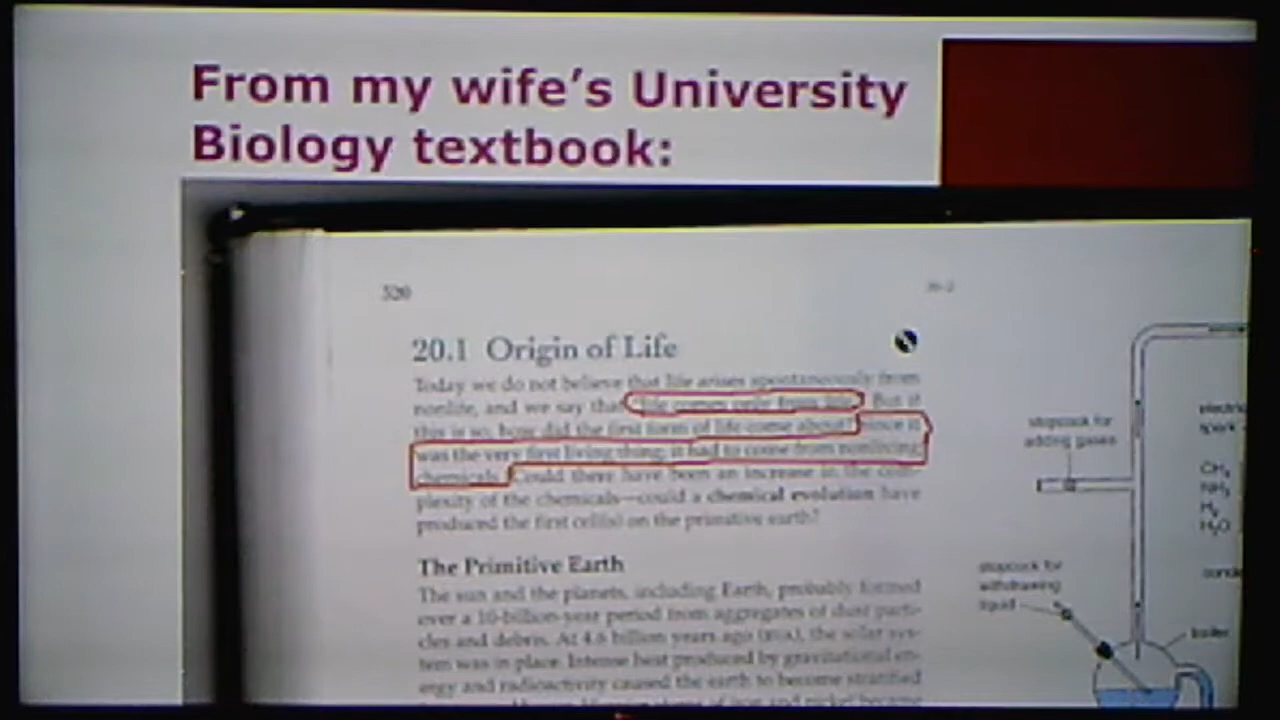 From my wife's University
Biology textbook:
320
20.1 Origin of Life
Today we do not believe that life arises spontaneously from
nonlife, and we say that "life comes only from life." But if
this is so, how did the first form of life come about? Since it
was the very first living thing, it had to come from nonliving
chemicals. Could there have been an increase in the com-
plexity of the chemicals—could a chemical evolution have
produced the first cell(s) on the primitive earth?
The Primitive Earth
The sun and the planets, including Earth, probably formed
over a 10-billion-year period from aggregates of dust parti-
cles and debris. At 4.6 billion years ago (BYA), the solar sys-
tem was in place. Intense heat produced by gravitational en-
ergy and radioactivity caused the earth to become stratified
iron and nickel became
stopcock for
adding gases
electric
spark
CH₄
NH₃
H₂
H₂O
stopcock for
withdrawing
liquid
boiler